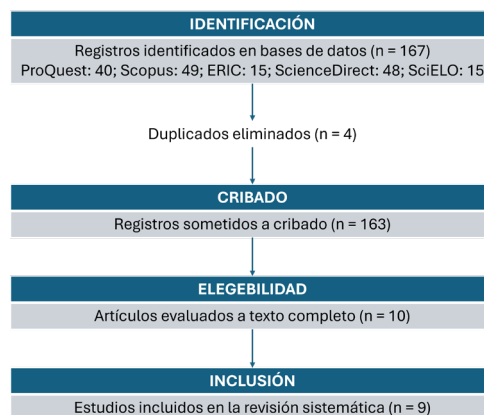 IDENTIFICACIÓN
Registros identificados en bases de datos (n = 167)
ProQuest: 40; Scopus: 49; ERIC: 15; ScienceDirect: 48; SciELO: 15
Duplicados eliminados (n = 4)
CRIBADO
Registros sometidos a cribado (n = 163)
ELEGEBILIDAD
Artículos evaluados a texto completo (n = 10)
INCLUSIÓN
Estudios incluidos en la revisión sistemática (n = 9)